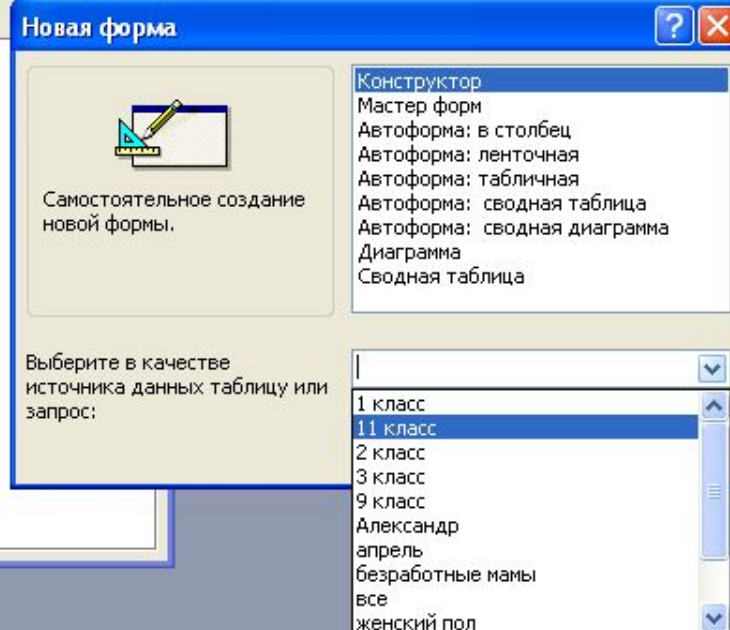 Новая форма
Самостоятельное создание
новой формы.
Конструктор
Мастер форм
Автоформа: в столбец
Автоформа: ленточная
Автоформа: табличная
Автоформа: сводная таблица
Автоформа: сводная диаграмма
Диаграмма
Сводная таблица
Выберите в качестве
источника данных таблицу или
запрос:
1 класс
11 класс
2 класс
3 класс
9 класс
Александр
апрель
безработные мамы
все
женский пол